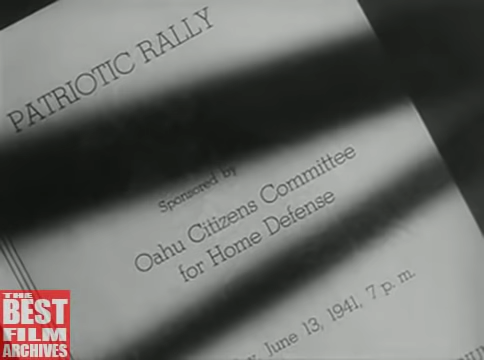 PATRIOTIC RALLY
Sponsored by
Oahu Citizens Committee
for Home Defense
June 13, 1941, 7 p. m.
THE
BEST
FILM
ARCHIVES